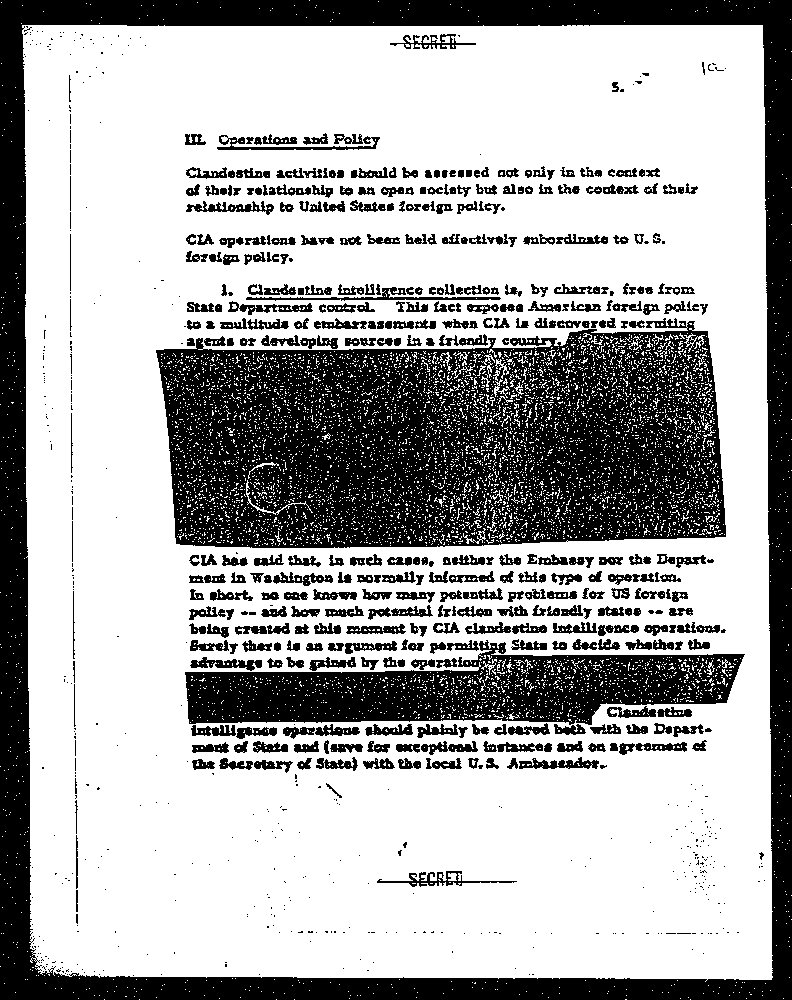 SECRET
5.
III. Operations and Policy
Clandestine activities should be assessed not only in the context
of their relationship to an open society but also in the context of their
relationship to United States foreign policy.
CIA operations have not been held effectively subordinate to U. S.
foreign policy.
1. Clandestine intelligence collection is, by charter, free from
State Department control. This fact exposes American foreign policy
to a multitude of embarrassments when CIA is discovered recruiting
agents or developing sources in a friendly country.
CIA has said that, in such cases, neither the Embassy nor the Depart-
ment in Washington is normally informed of this type of operation.
In short, no one knows how many potential problems for US foreign
policy -- and how much potential friction with friendly states -- are
being created at this moment by CIA clandestine intelligence operations.
Surely there is an argument for permitting State to decide whether the
advantage to be gained by the operation
Clandestine
intelligence operations should plainly be cleared both with the Depart-
ment of State and (save for exceptional instances and on agreement of
the Secretary of State) with the local U. S. Ambassador.
SECRET